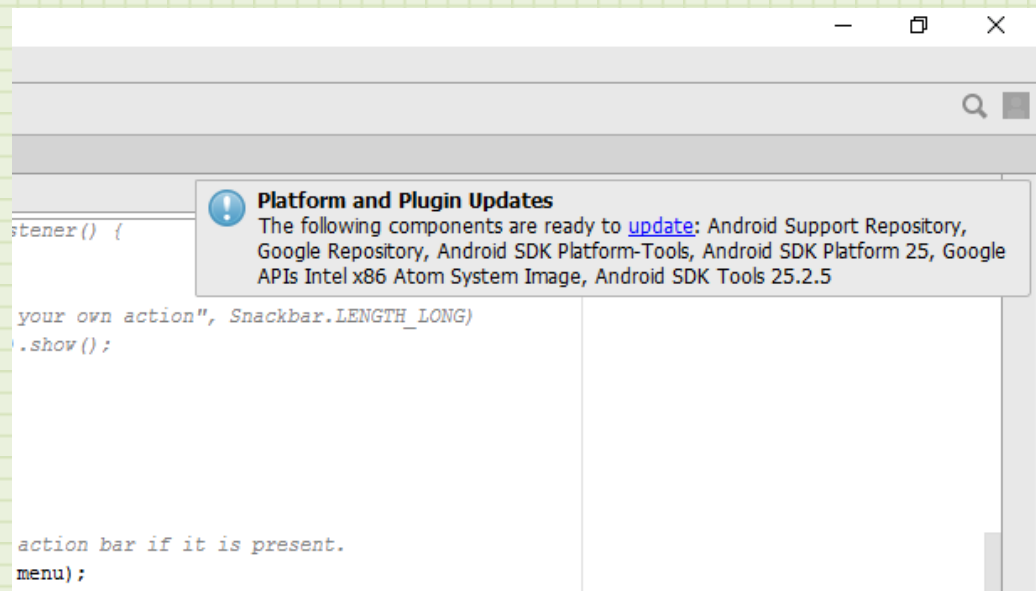 Platform and Plugin Updates
stener() {
The following components are ready to update: Android Support Repository,
Google Repository, Android SDK Platform-Tools, Android SDK Platform 25, Google
APIs Intel x86 Atom System Image, Android SDK Tools 25.2.5
your own action", Snackbar.LENGTH_LONG)
.show();
action bar if it is present.
menu);